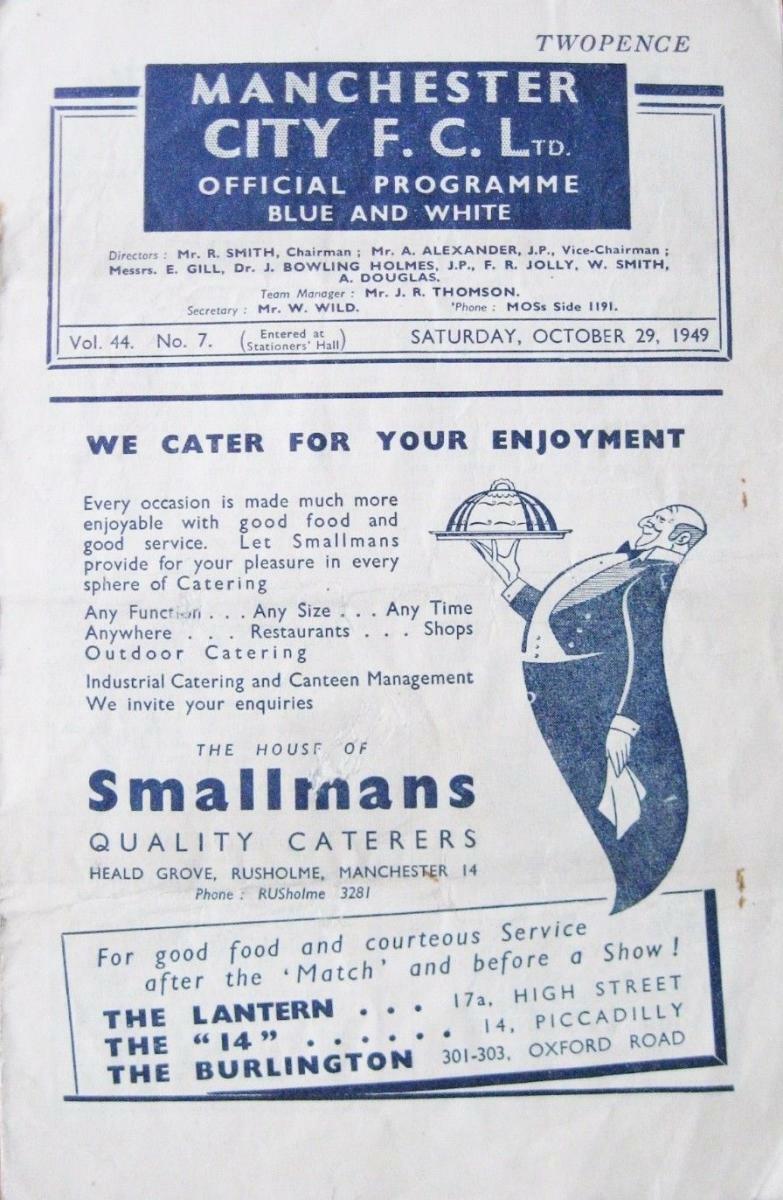 TWOPENCE
MANCHESTER
CITY F. C. LTD.
OFFICIAL PROGRAMME
BLUE AND WHITE
Directors : Mr. R. SMITH, Chairman ; Mr. A. ALEXANDER, J.P., Vice-Chairman ;
Messrs. E. GILL, Dr. J. BOWLING HOLMES, J.P., F. R. JOLLY, W. SMITH,
A. DOUGLAS.
Team Manager : Mr. J. R. THOMSON.
Secretary : Mr. W. WILD. 'Phone : MOSs Side 1191.
Vol. 44. No. 7. (Entered at Stationers' Hall) SATURDAY, OCTOBER 29, 1949
WE CATER FOR YOUR ENJOYMENT
Every occasion is made much more
enjoyable with good food and
good service. Let Smallmans
provide for your pleasure in every
sphere of Catering
Any Function . . . Any Size . . . Any Time
Anywhere . . . Restaurants . . . Shops
Outdoor Catering
Industrial Catering and Canteen Management
We invite your enquiries
THE HOUSE OF
Smallmans
QUALITY CATERERS
HEALD GROVE, RUSHOLME, MANCHESTER 14
Phone : RUSholme 3281
For good food and courteous Service
after the 'Match' and before a Show !
THE LANTERN . . . 17a, HIGH STREET
THE "14" . . . . . . 14, PICCADILLY
THE BURLINGTON 301-303, OXFORD ROAD